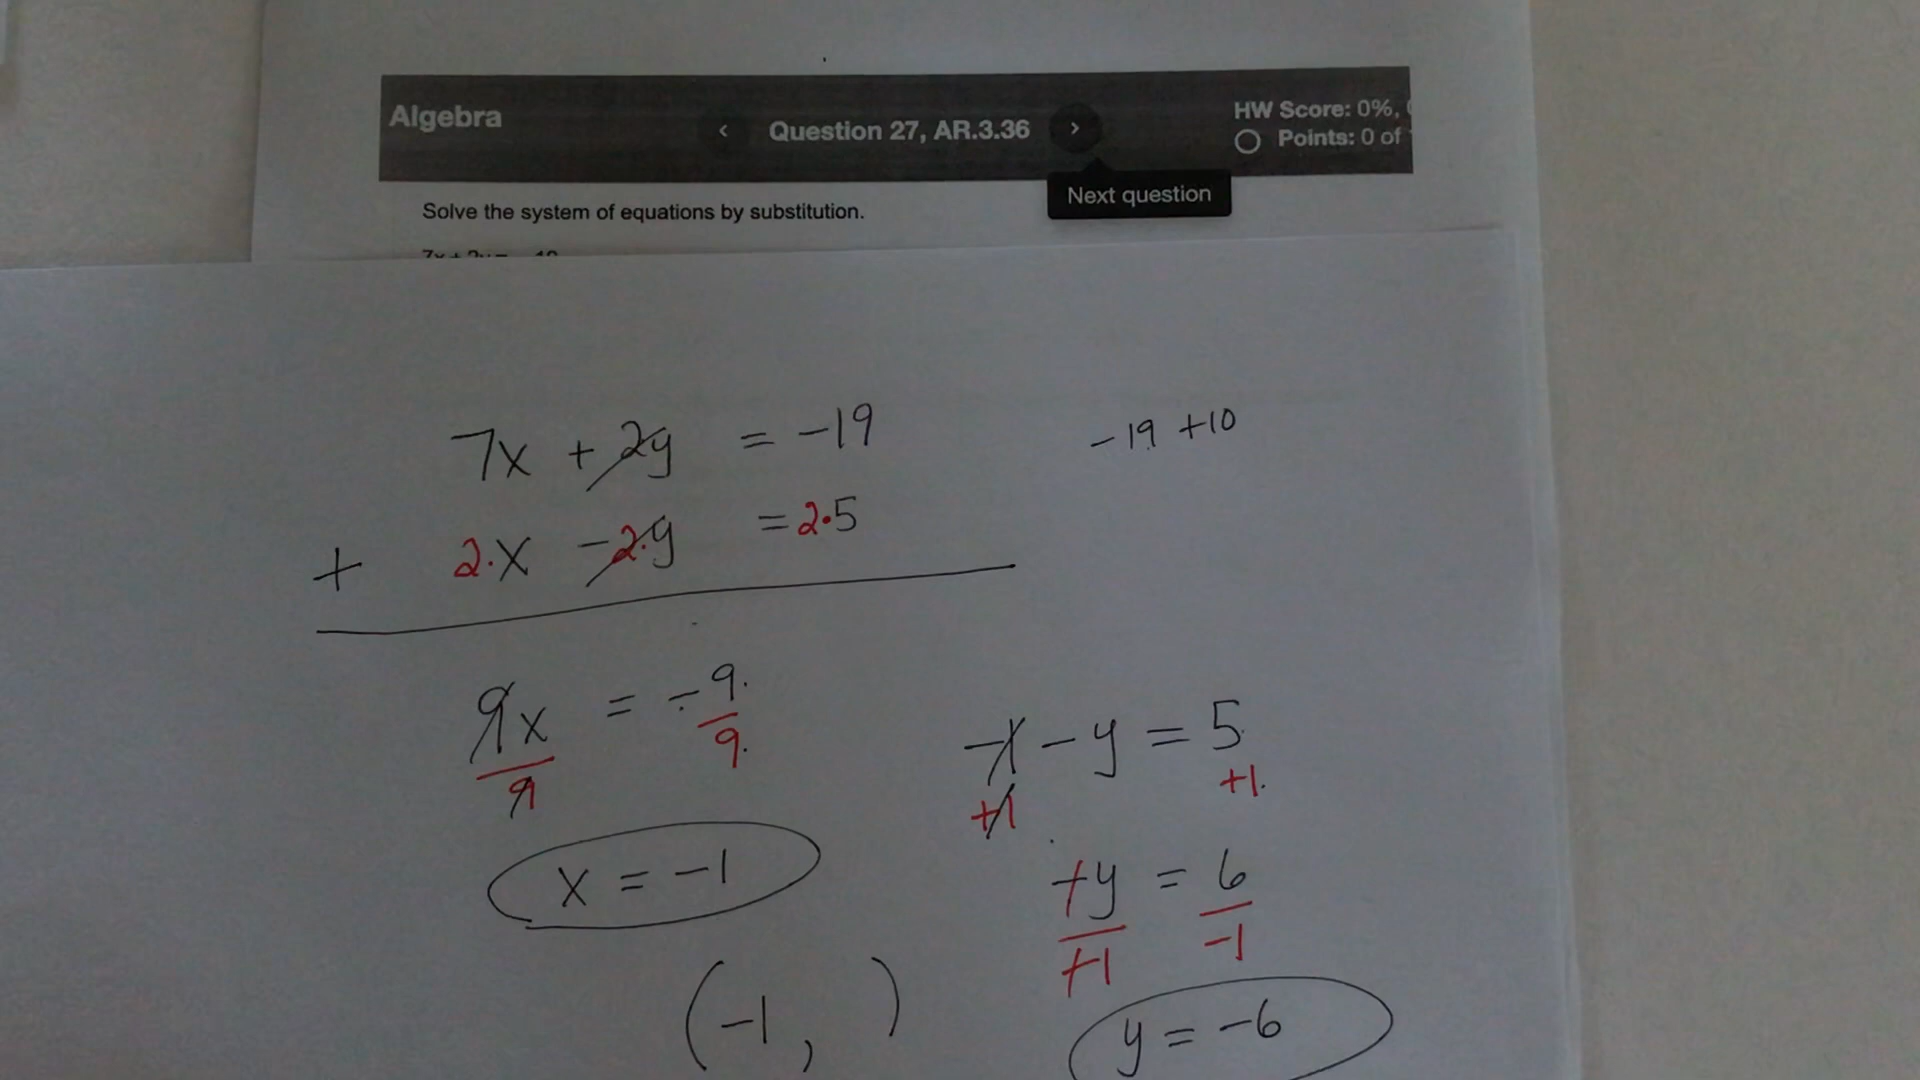 Algebra
< Question 27, AR.3.36 >
HW Score: 0%,
Points: 0 of
Next question
Solve the system of equations by substitution.
7x + 2y = -19
-19 +10
+ 2·x -2·y = 2·5
9x/9 = -9/9
x = -1
-1 - y = 5
+1 +1
-y/-1 = 6/-1
y = -6
(-1, )